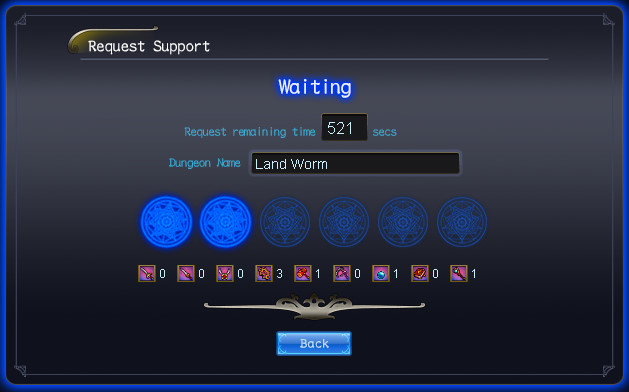 Request Support
Waiting
Request remaining time 521 secs
Dungeon Name Land Worm
0 0 0 3 1 0 1 0 1
Back